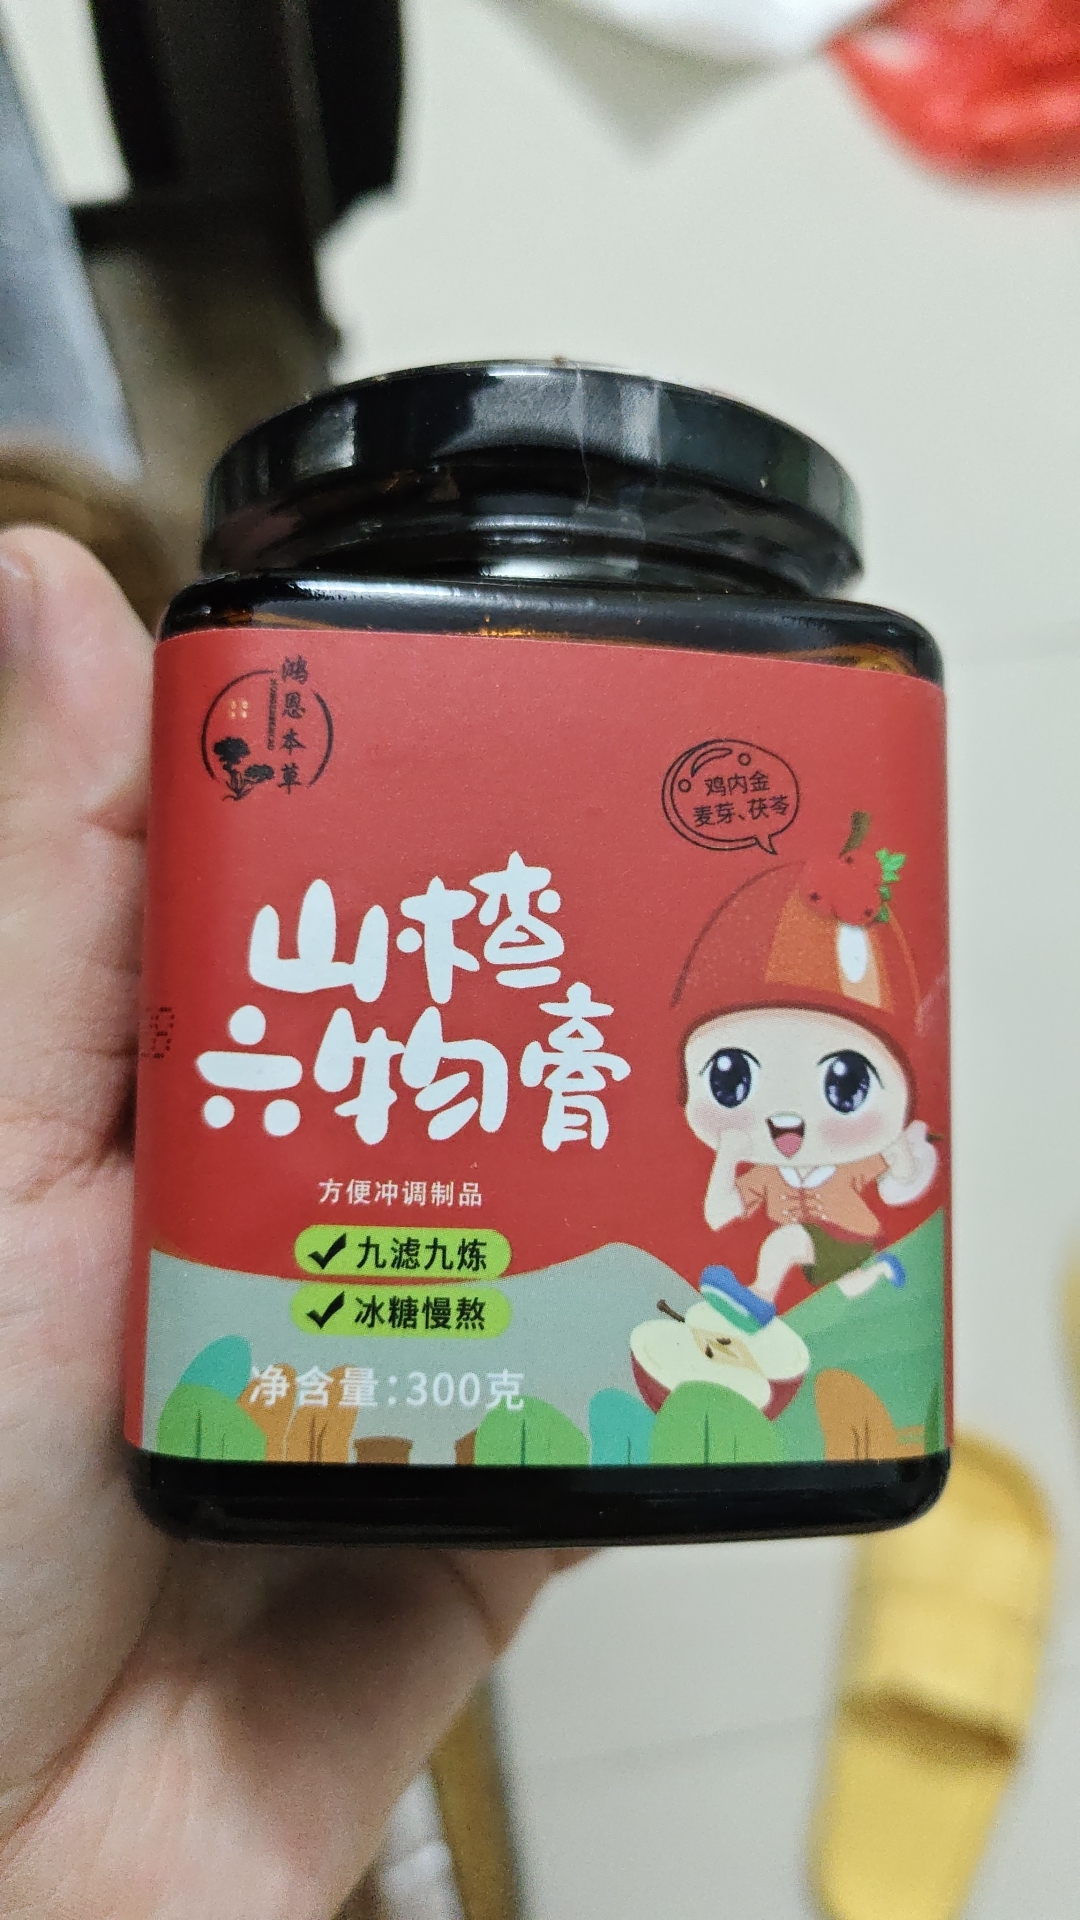 鸿恩本草
鸡内金
麦芽、茯苓
山楂
六物膏
方便冲调制品
九滤九炼
冰糖慢熬
净含量:300克